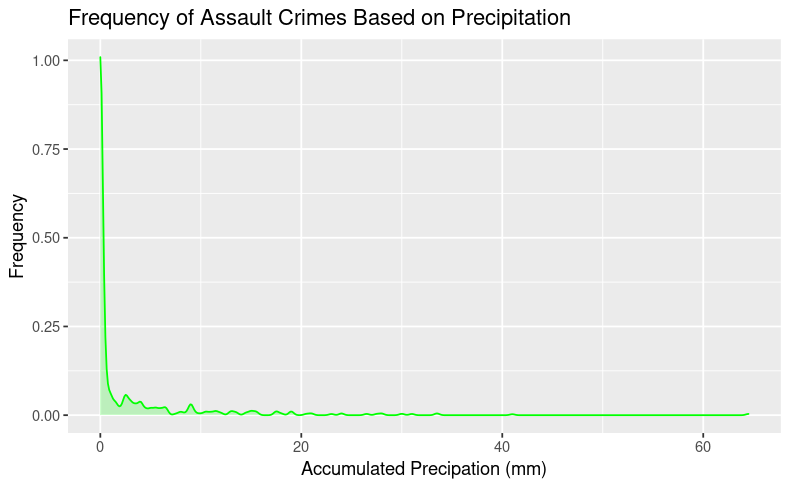 Frequency of Assault Crimes Based on Precipitation
1.00
0.75
0.50
0.25
0.00
Frequency
0 20 40 60
Accumulated Precipation (mm)